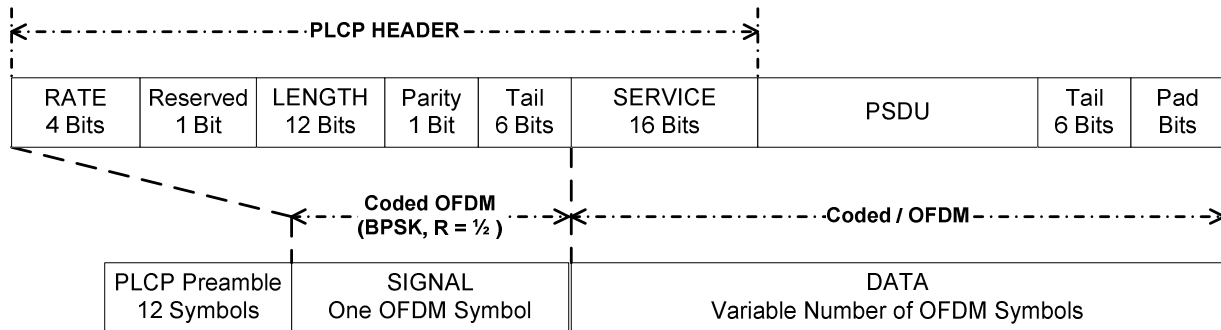 PLCP HEADER
RATE
4 Bits
Reserved
1 Bit
LENGTH
12 Bits
Parity
1 Bit
Tail
6 Bits
SERVICE
16 Bits
PSDU
Tail
6 Bits
Pad
Bits
Coded OFDM
(BPSK, R = ½ )
Coded / OFDM
PLCP Preamble
12 Symbols
SIGNAL
One OFDM Symbol
DATA
Variable Number of OFDM Symbols